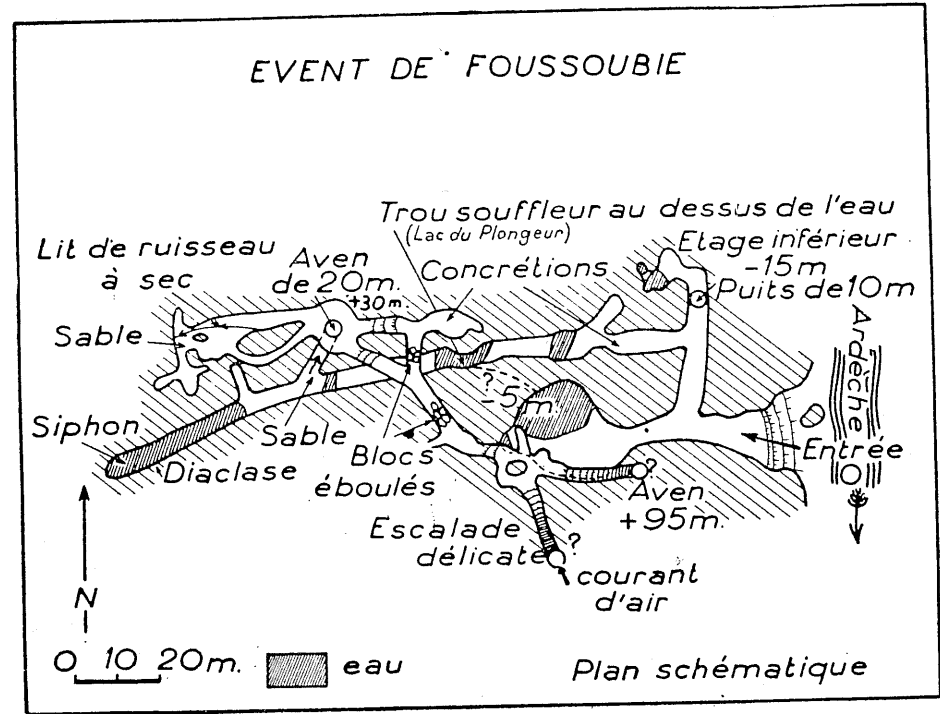 EVENT DE FOUSSOUBIE
Trou souffleur au dessus de l'eau
(Lac du Plongeur)
Lit de ruisseau
à sec
Aven
de 20m.
+30m.
Concrétions
Etage inférieur
-15m
Puits de 10m
Sable
Ardèche
?
-5m.
Siphon
Sable
Diaclase
Blocs
éboulés
Entrée
?
Aven
+95m.
Escalade
délicate
?
courant
d'air
N
0 10 20m.
eau
Plan schématique